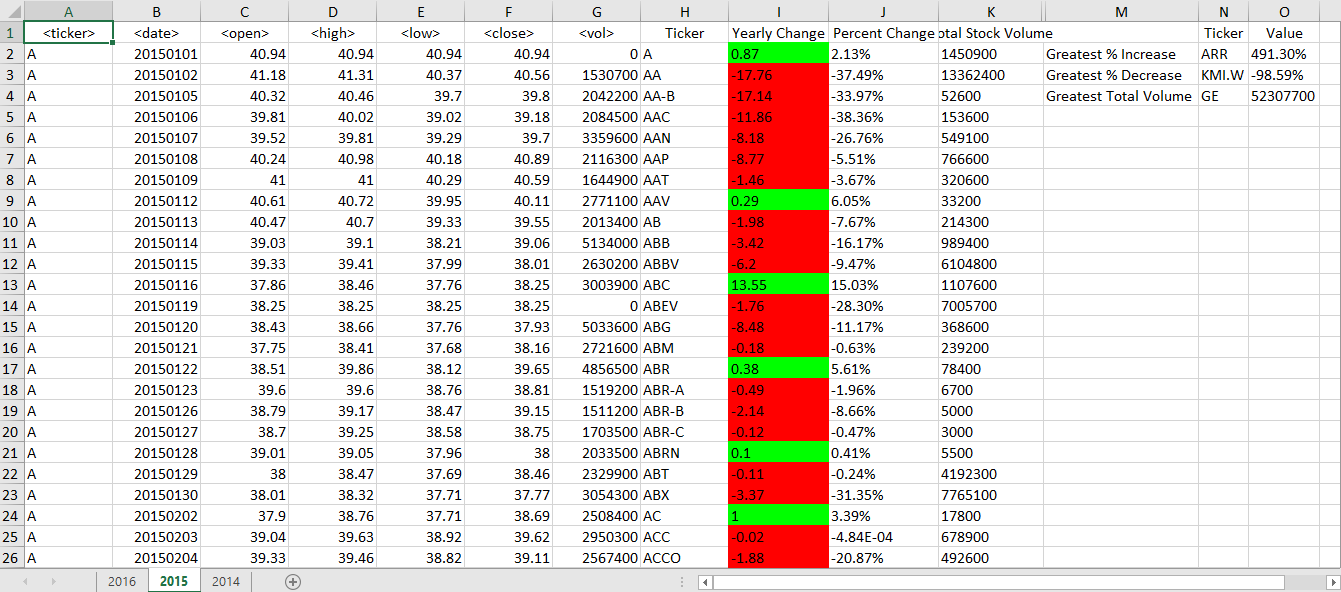 A B C D E F G H I J K M N O
1 <ticker> <date> <open> <high> <low> <close> <vol> Ticker Yearly Change Percent Change otal Stock Volume Ticker Value
2 A 20150101 40.94 40.94 40.94 40.94 0 A 0.87 2.13% 1450900 Greatest % Increase ARR 491.30%
3 A 20150102 41.18 41.31 40.37 40.56 1530700 AA -17.76 -37.49% 13362400 Greatest % Decrease KMI.W -98.59%
4 A 20150105 40.32 40.46 39.7 39.8 2042200 AA-B -17.14 -33.97% 52600 Greatest Total Volume GE 52307700
5 A 20150106 39.81 40.02 39.02 39.18 2084500 AAC -11.86 -38.36% 153600
6 A 20150107 39.52 39.81 39.29 39.7 3359600 AAN -8.18 -26.76% 549100
7 A 20150108 40.24 40.98 40.18 40.89 2116300 AAP -8.77 -5.51% 766600
8 A 20150109 41 41 40.29 40.59 1644900 AAT -1.46 -3.67% 320600
9 A 20150112 40.61 40.72 39.95 40.11 2771100 AAV 0.29 6.05% 33200
10 A 20150113 40.47 40.7 39.33 39.55 2013400 AB -1.98 -7.67% 214300
11 A 20150114 39.03 39.1 38.21 39.06 5134000 ABB -3.42 -16.17% 989400
12 A 20150115 39.33 39.41 37.99 38.01 2630200 ABBV -6.2 -9.47% 6104800
13 A 20150116 37.86 38.46 37.76 38.25 3003900 ABC 13.55 15.03% 1107600
14 A 20150119 38.25 38.25 38.25 38.25 0 ABEV -1.76 -28.30% 7005700
15 A 20150120 38.43 38.66 37.76 37.93 5033600 ABG -8.48 -11.17% 368600
16 A 20150121 37.75 38.41 37.68 38.16 2721600 ABM -0.18 -0.63% 239200
17 A 20150122 38.51 39.86 38.12 39.65 4856500 ABR 0.38 5.61% 78400
18 A 20150123 39.6 39.6 38.76 38.81 1519200 ABR-A -0.49 -1.96% 6700
19 A 20150126 38.79 39.17 38.47 39.15 1511200 ABR-B -2.14 -8.66% 5000
20 A 20150127 38.7 39.25 38.58 38.75 1703500 ABR-C -0.12 -0.47% 3000
21 A 20150128 39.01 39.05 37.96 38 2033500 ABRN 0.1 0.41% 5500
22 A 20150129 38 38.47 37.69 38.46 2329900 ABT -0.11 -0.24% 4192300
23 A 20150130 38.01 38.32 37.71 37.77 3054300 ABX -3.37 -31.35% 7765100
24 A 20150202 37.9 38.76 37.71 38.69 2508400 AC 1 3.39% 17800
25 A 20150203 39.04 39.63 38.92 39.62 2950300 ACC -0.02 -4.84E-04 678900
26 A 20150204 39.33 39.46 38.82 39.11 2567400 ACCO -1.88 -20.87% 492600
2016 2015 2014